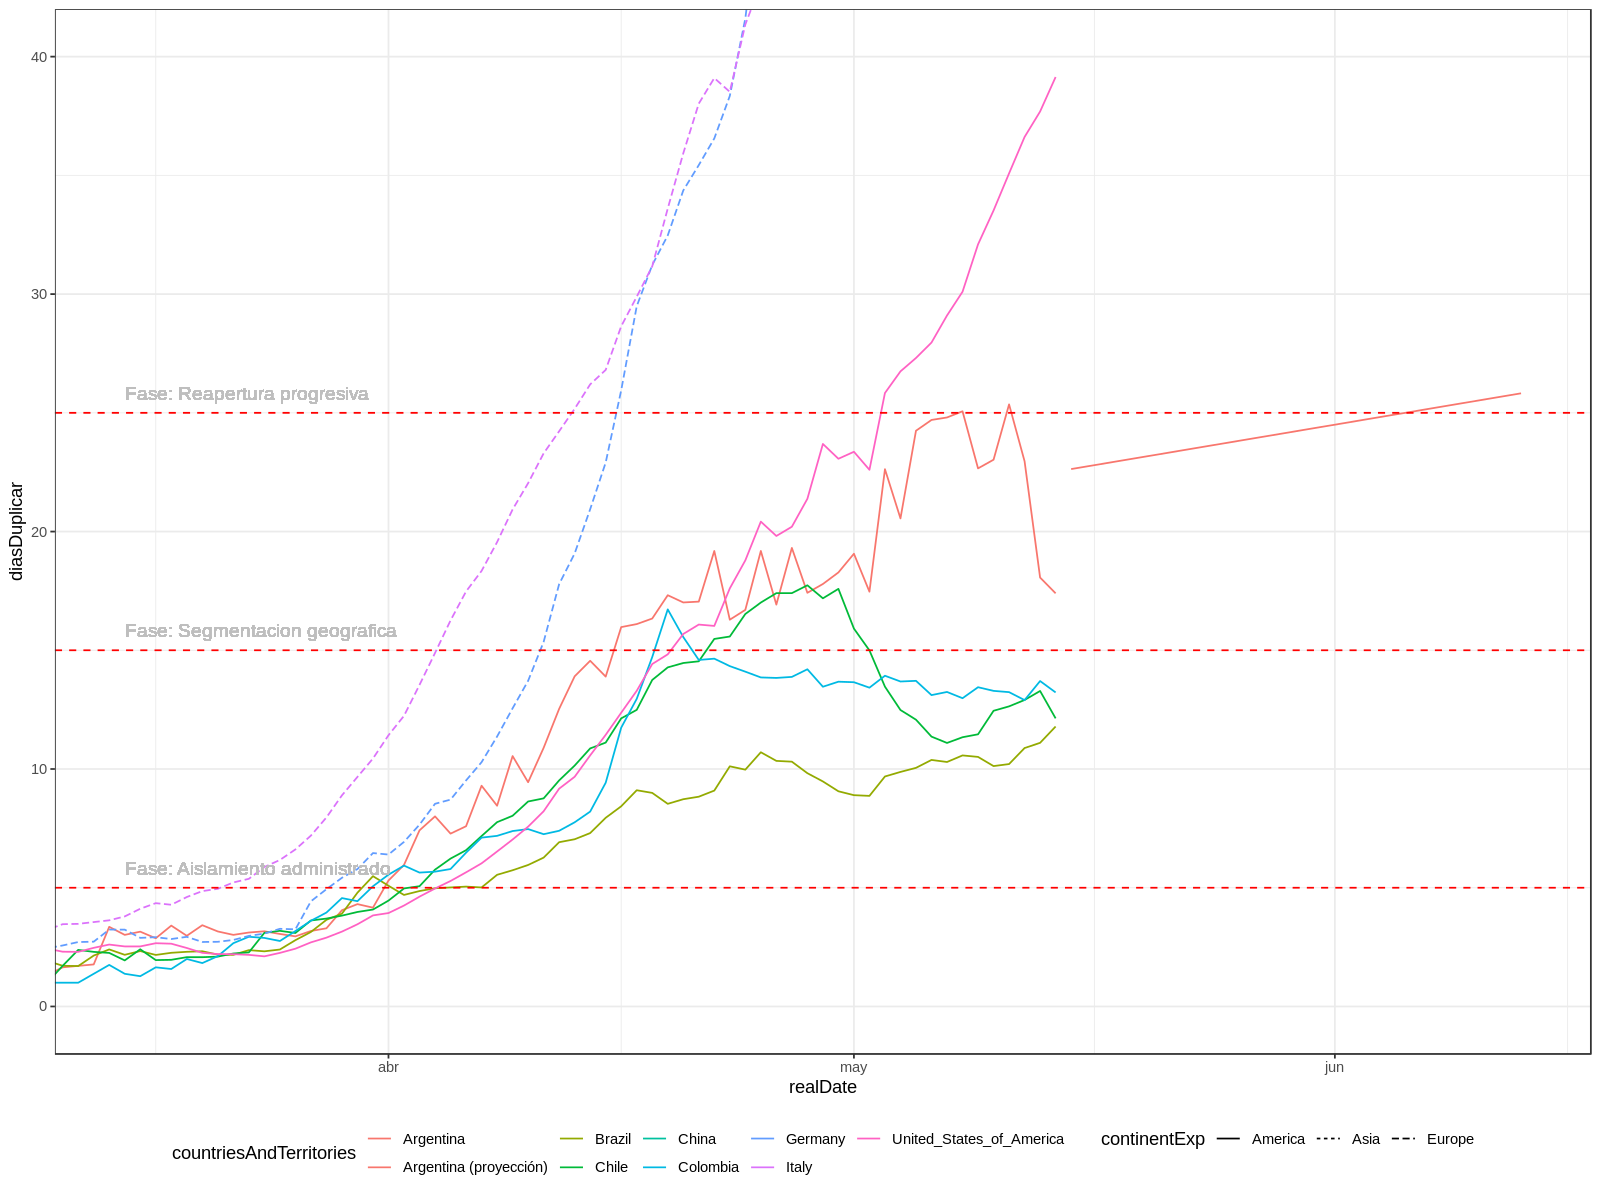 40
30
20
10
0
diasDuplicar
Fase: Reapertura progresiva
Fase: Segmentacion geografica
Fase: Aislamiento administrado
abr
may
jun
realDate
countriesAndTerritories
Argentina
Brazil
China
Germany
United_States_of_America
Argentina (proyección)
Chile
Colombia
Italy
continentExp
America
Asia
Europe